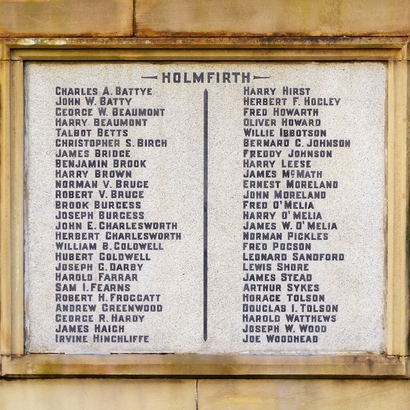 HOLMFIRTH
CHARLES A. BATTYE
JOHN W. BATTY
GEORGE W. BEAUMONT
HARRY BEAUMONT
TALBOT BETTS
CHRISTOPHER S. BIRCH
JAMES BRIDGE
BENJAMIN BROOK
HARRY BROWN
NORMAN V. BRUCE
ROBERT V. BRUCE
BROOK BURGESS
JOSEPH BURGESS
JOHN E. CHARLESWORTH
HERBERT CHARLESWORTH
WILLIAM B. COLDWELL
HUBERT COLDWELL
JOSEPH C. DARBY
HAROLD FARRAR
SAM I. FEARNS
ROBERT H. FROGGATT
ANDREW GREENWOOD
GEORGE R. HARDY
JAMES HAIGH
IRVINE HINCHLIFFE
HARRY HIRST
HERBERT F. HOGLEY
FRED HOWARTH
OLIVER HOWARD
WILLIE IBBOTSON
BERNARD C. JOHNSON
FREDDY JOHNSON
HARRY LEESE
JAMES McMATH
ERNEST MORELAND
JOHN MORELAND
FRED O'MELIA
HARRY O'MELIA
JAMES W. O'MELIA
NORMAN PICKLES
FRED POGSON
LEONARD SANDFORD
LEWIS SHORE
JAMES STEAD
ARTHUR SYKES
HORACE TOLSON
DOUGLAS I. TOLSON
HAROLD WATTHEWS
JOSEPH W. WOOD
JOE WOODHEAD